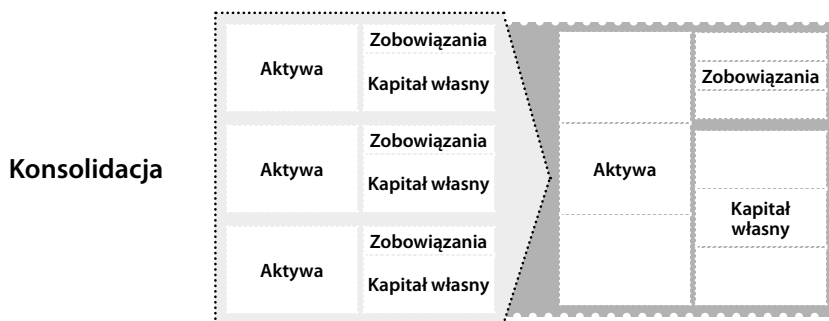 Konsolidacja
Aktywa
Zobowiązania
Kapitał własny
Aktywa
Zobowiązania
Kapitał własny
Aktywa
Zobowiązania
Kapitał własny
Aktywa
Zobowiązania
Kapitał
własny